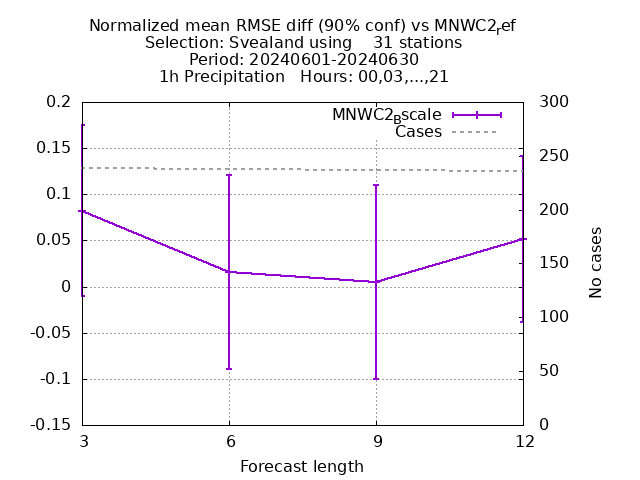 Normalized mean RMSE diff (90% conf) vs MNWC2ref
Selection: Svealand using    31 stations
Period: 20240601-20240630
1h Precipitation   Hours: 00,03,...,21
MNWC2Bscale
Cases
0.2
0.15
0.1
0.05
0
-0.05
-0.1
-0.15
300
250
200
150
100
50
0
No cases
3 6 9 12
Forecast length